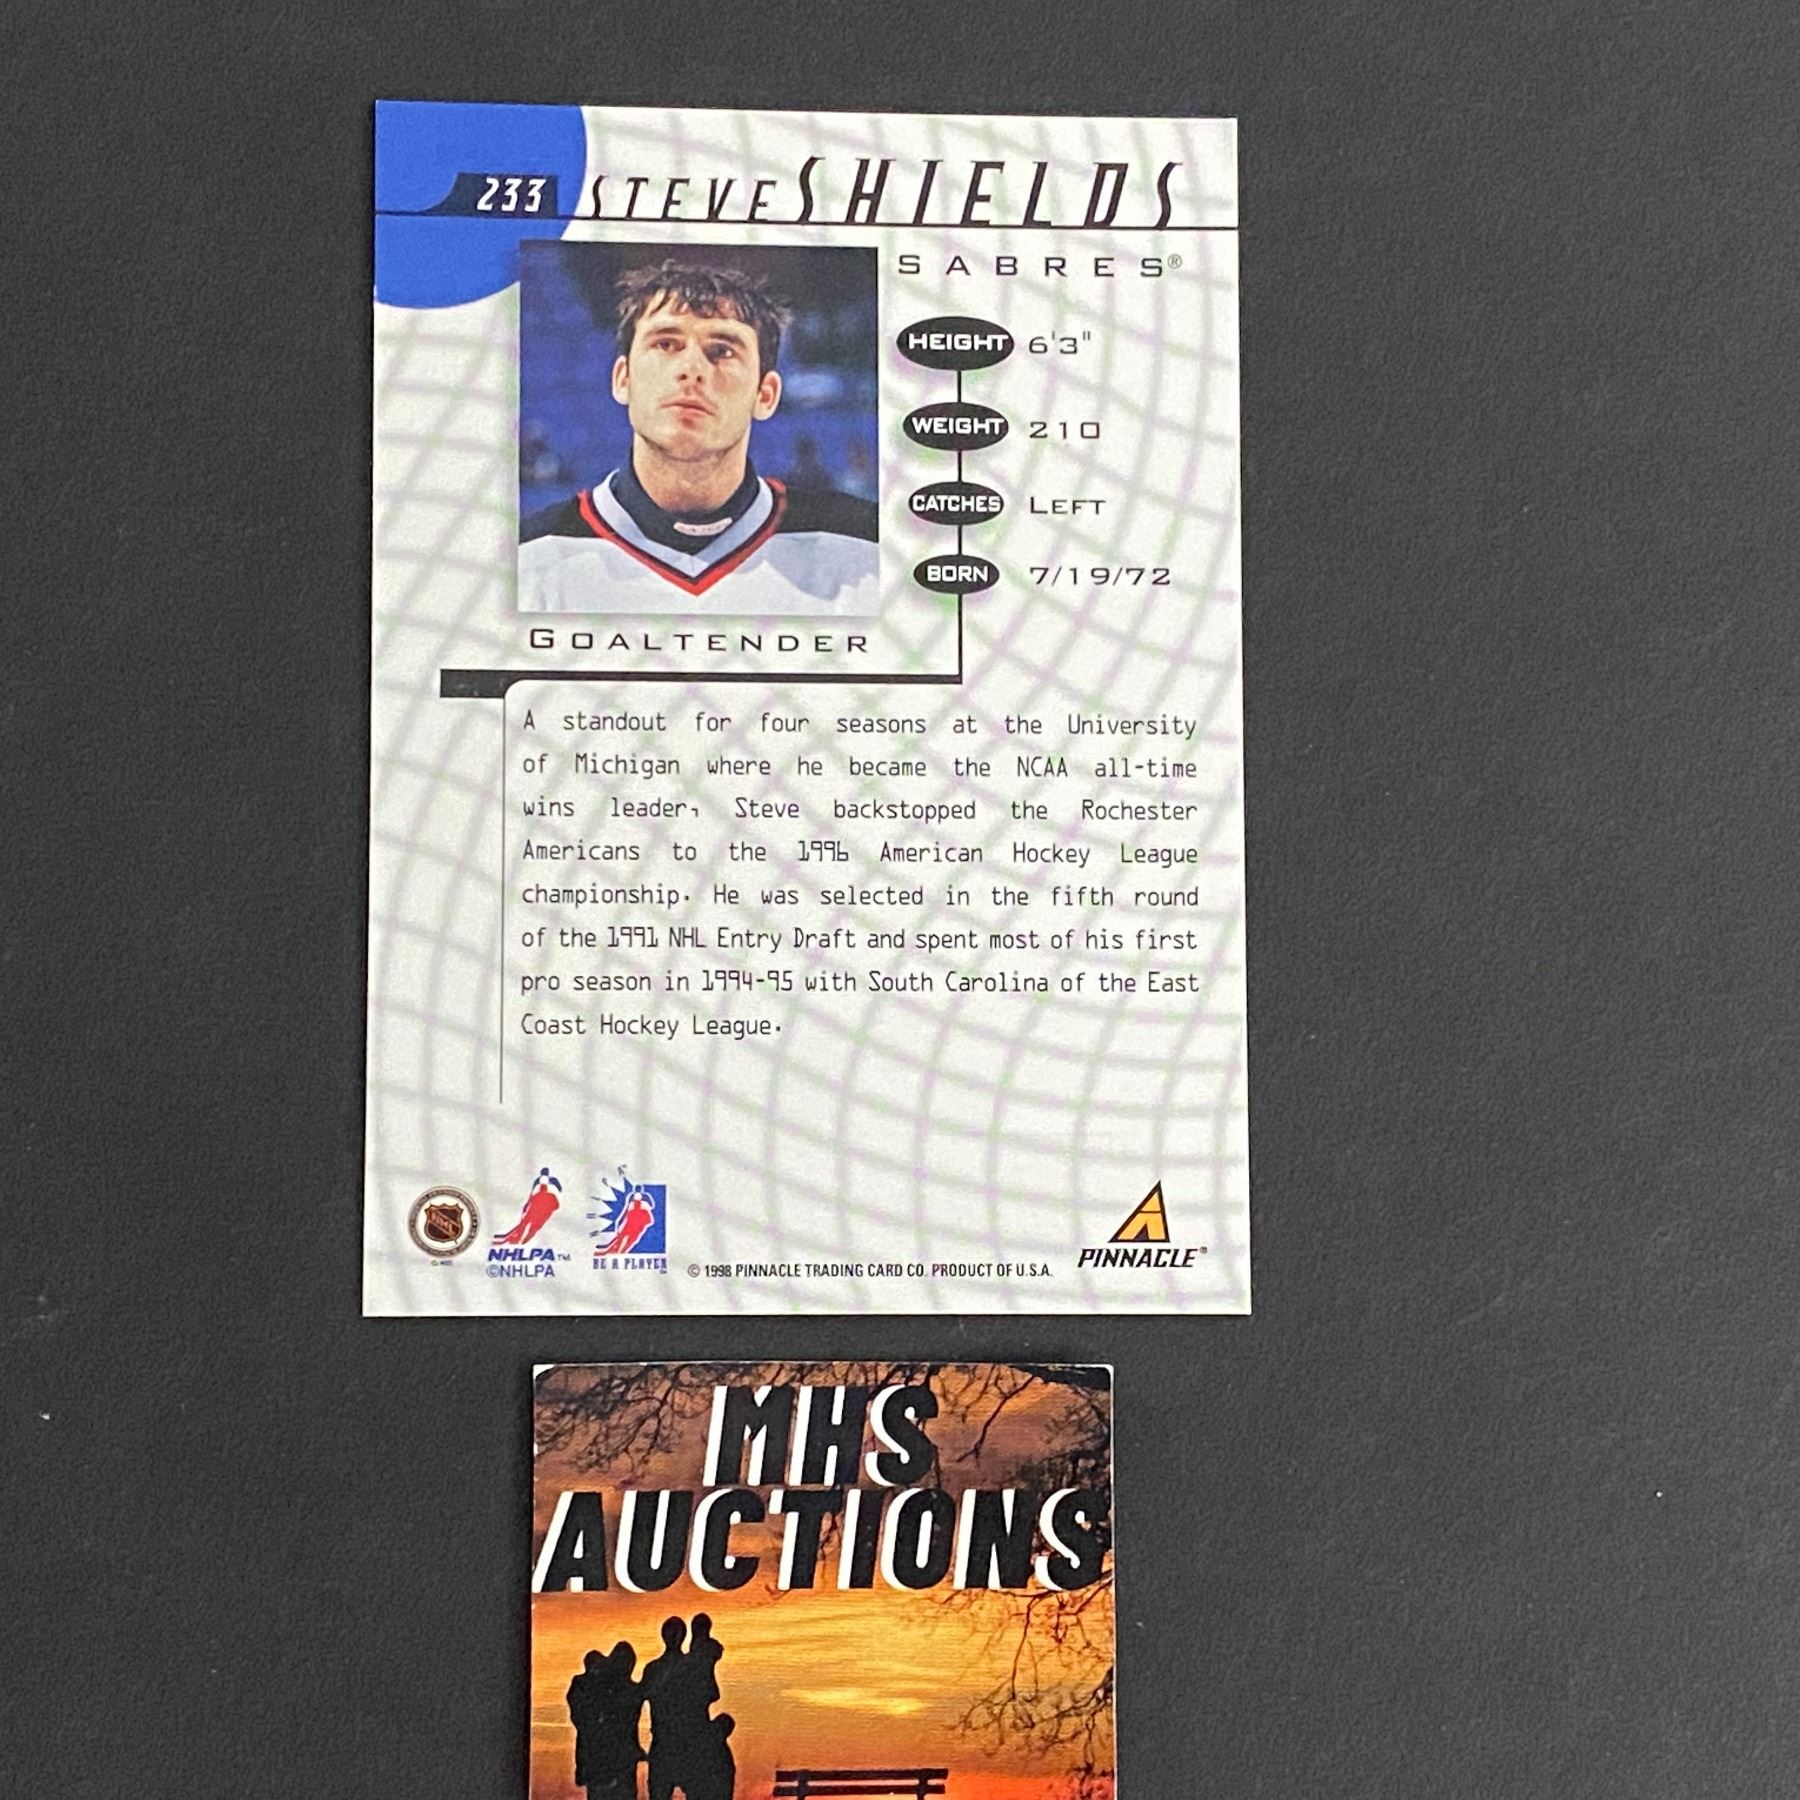 233 STEVE SHIELDS
SABRES®
HEIGHT 6'3"
WEIGHT 210
CATCHES LEFT
BORN 7/19/72
GOALTENDER
A standout for four seasons at the University
of Michigan where he became the NCAA all-time
wins leader, Steve backstopped the Rochester
Americans to the 1996 American Hockey League
championship. He was selected in the fifth round
of the 1991 NHL Entry Draft and spent most of his first
pro season in 1994-95 with South Carolina of the East
Coast Hockey League.
NHL
NHLPA™
©NHLPA
BE A PLAYER
© 1998 PINNACLE TRADING CARD CO. PRODUCT OF U.S.A.
PINNACLE®
MHS
AUCTIONS